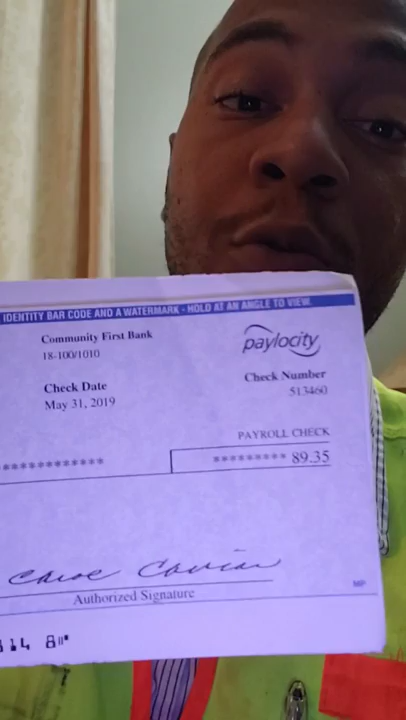 IDENTITY BAR CODE AND A WATERMARK - HOLD AT AN ANGLE TO VIEW.
Community First Bank
18-100/1010
paylocity
Check Date
May 31, 2019
Check Number
513460
PAYROLL CHECK
************
********* 89.35
Authorized Signature
MP